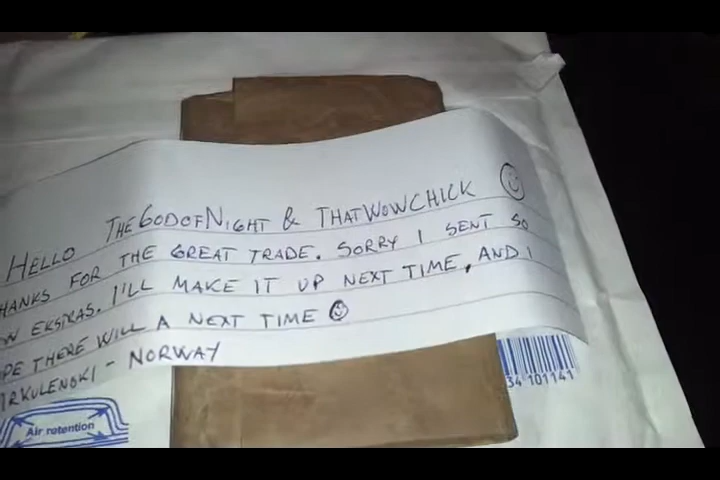 HELLO THEGODOFNIGHT & THATWOWCHICK
HANKS FOR THE GREAT TRADE. SORRY I SENT SO
W EKSTRAS. I'LL MAKE IT UP NEXT TIME, AND I
PE THERE WILL A NEXT TIME
RKULENOKI - NORWAY
34 101141
Air retention